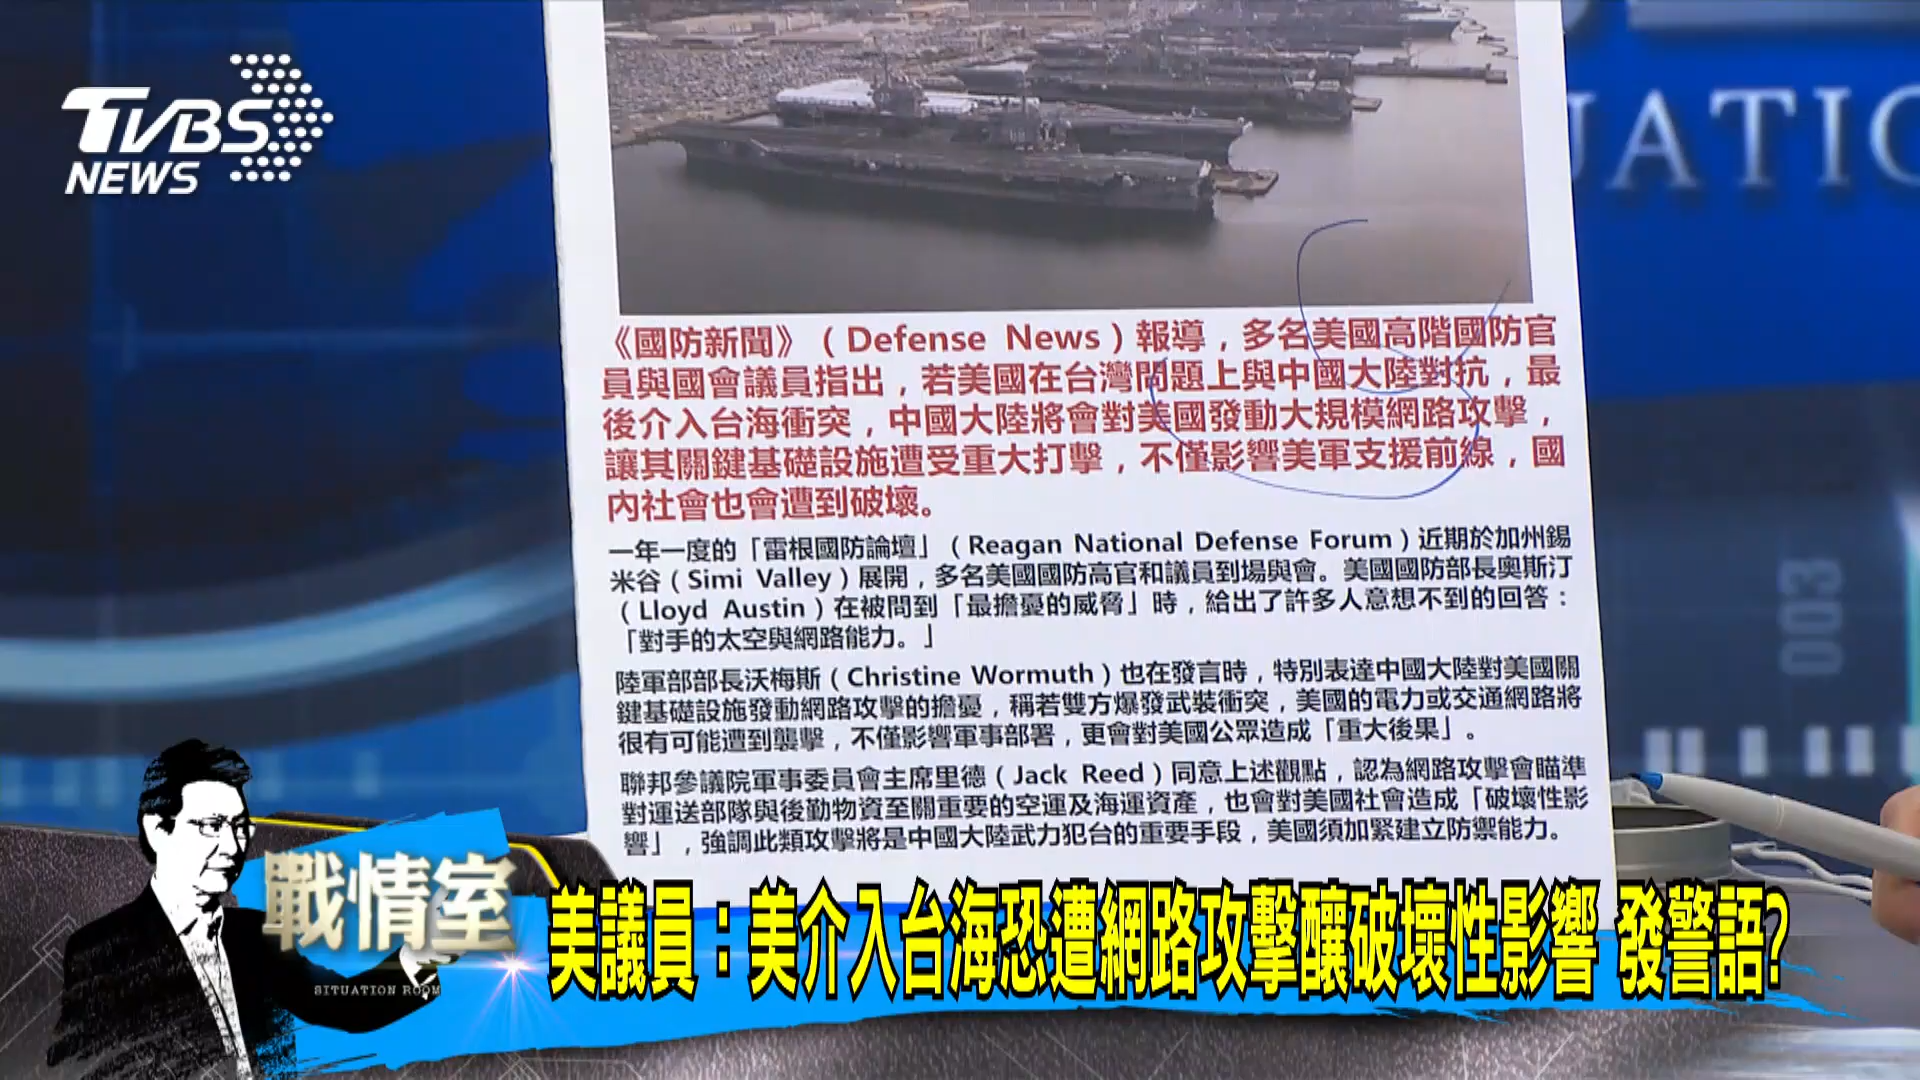 TVBS
NEWS
UATIO
《國防新聞》（Defense News）報導，多名美國高階國防官
員與國會議員指出，若美國在台灣問題上與中國大陸對抗，最
後介入台海衝突，中國大陸將會對美國發動大規模網路攻擊，
讓其關鍵基礎設施遭受重大打擊，不僅影響美軍支援前線，國
內社會也會遭到破壞。
一年一度的「雷根國防論壇」（Reagan National Defense Forum）近期於加州錫
米谷（Simi Valley）展開，多名美國國防高官和議員到場與會。美國國防部長奧斯汀
（Lloyd Austin）在被問到「最擔憂的威脅」時，給出了許多人意想不到的回答：
「對手的太空與網路能力。」
陸軍部部長沃梅斯（Christine Wormuth）也在發言時，特別表達中國大陸對美國關
鍵基礎設施發動網路攻擊的擔憂，稱若雙方爆發武裝衝突，美國的電力或交通網路將
很有可能遭到襲擊，不僅影響軍事部署，更會對美國公眾造成「重大後果」。
聯邦參議院軍事委員會主席里德（Jack Reed）同意上述觀點，認為網路攻擊會瞄準
對運送部隊與後勤物資至關重要的空運及海運資產，也會對美國社會造成「破壞性影
響」，強調此類攻擊將是中國大陸武力犯台的重要手段，美國須加緊建立防禦能力。
003
戰情室
SITUATION ROOM
美議員：美介入台海恐遭網路攻擊釀破壞性影響 發警語?